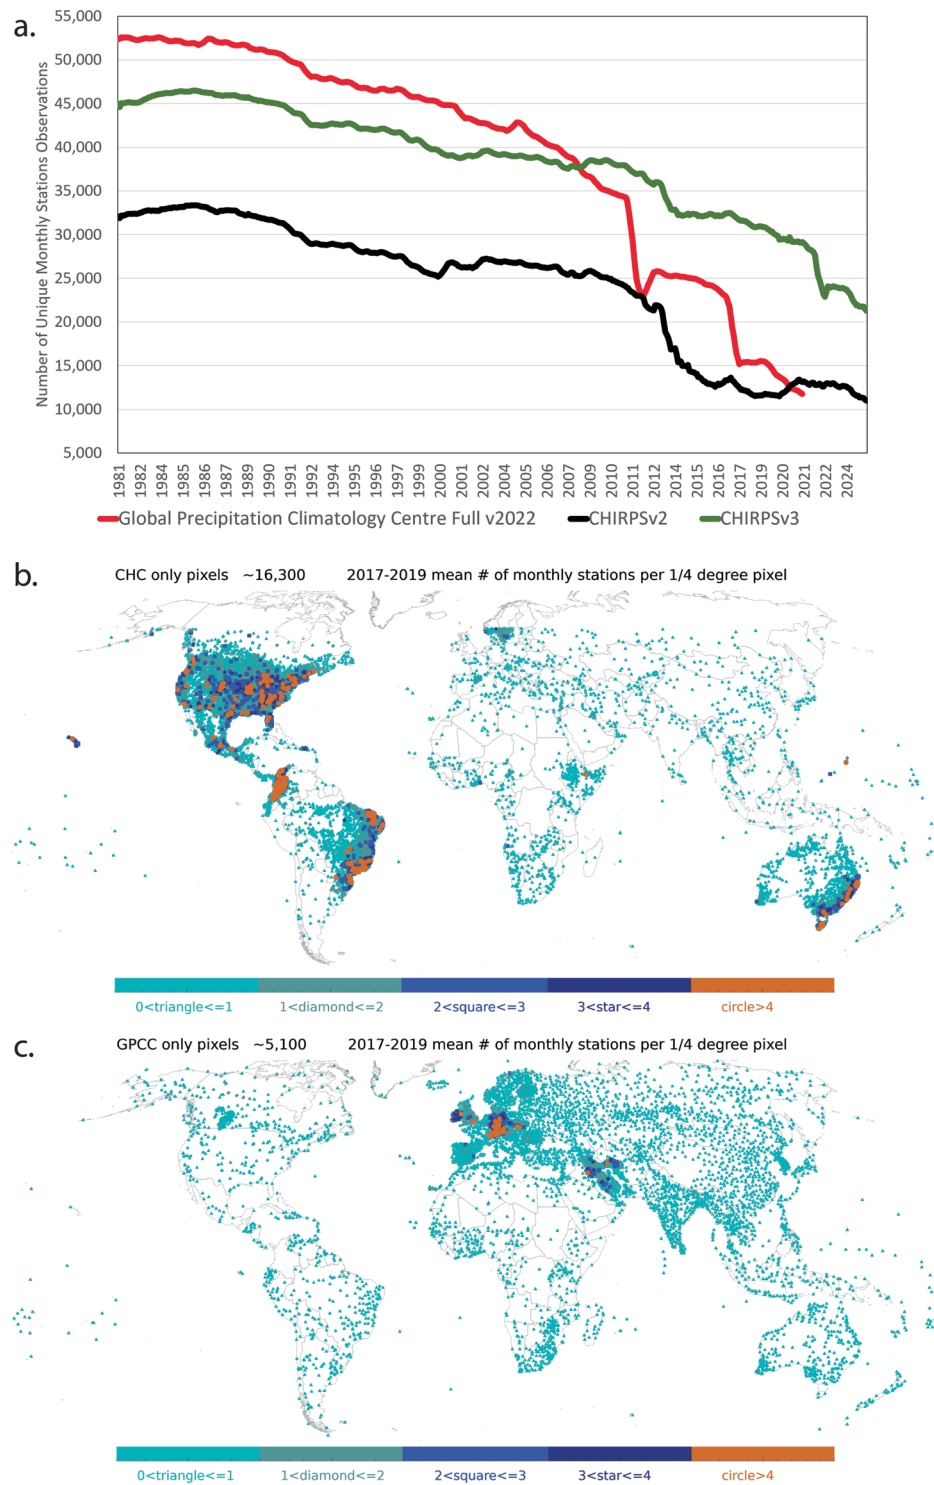 a.
Number of Unique Monthly Stations Observations
55,000
50,000
45,000
40,000
35,000
30,000
25,000
20,000
15,000
10,000
5,000
1981 1982 1984 1985 1986 1988 1989 1990 1991 1992 1994 1995 1996 1997 1999 2000 2001 2002 2004 2005 2006 2007 2009 2010 2011 2012 2014 2015 2016 2017 2019 2020 2021 2022 2024
Global Precipitation Climatology Centre Full v2022 CHIRPSv2 CHIRPSv3
b.
CHC only pixels ~16,300 2017-2019 mean # of monthly stations per 1/4 degree pixel
0<triangle<=1 1<diamond<=2 2<square<=3 3<star<=4 circle>4
c.
GPCC only pixels ~5,100 2017-2019 mean # of monthly stations per 1/4 degree pixel
0<triangle<=1 1<diamond<=2 2<square<=3 3<star<=4 circle>4